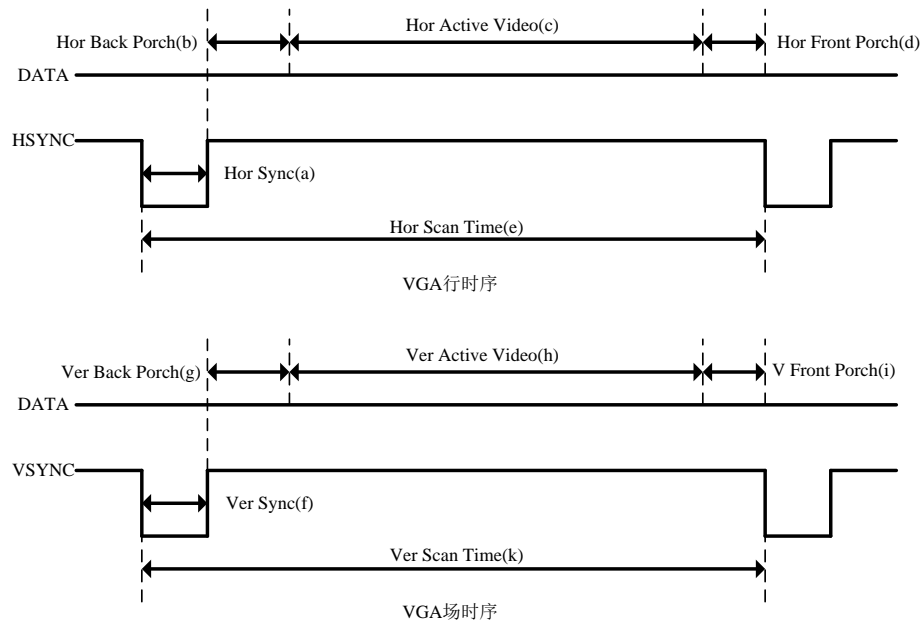 Hor Back Porch(b)
Hor Active Video(c)
Hor Front Porch(d)
DATA
HSYNC
Hor Sync(a)
Hor Scan Time(e)
VGA行时序
Ver Back Porch(g)
Ver Active Video(h)
V Front Porch(i)
DATA
VSYNC
Ver Sync(f)
Ver Scan Time(k)
VGA场时序